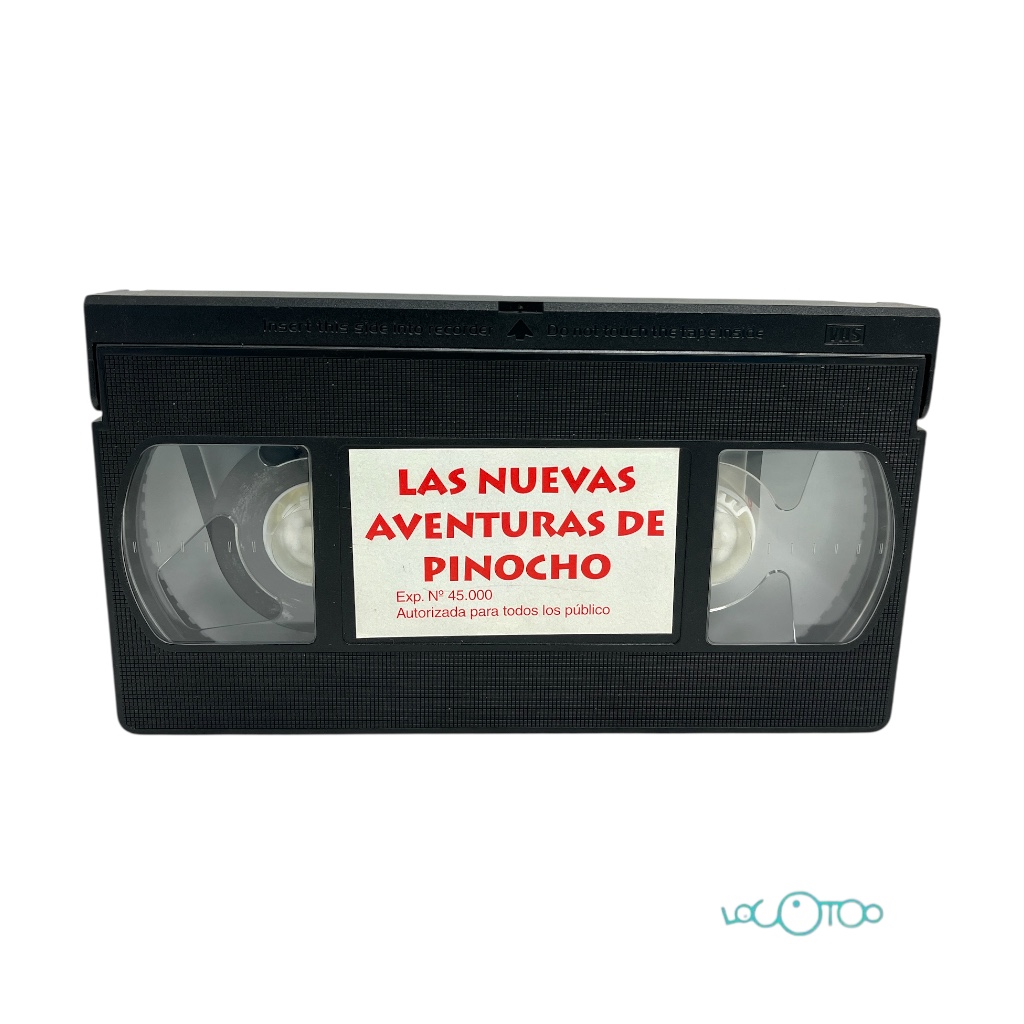 Insert this side into recorder Do not touch the tape inside VHS
LAS NUEVAS
AVENTURAS DE
PINOCHO
Exp. Nº 45.000
Autorizada para todos los público
LOCOTOO